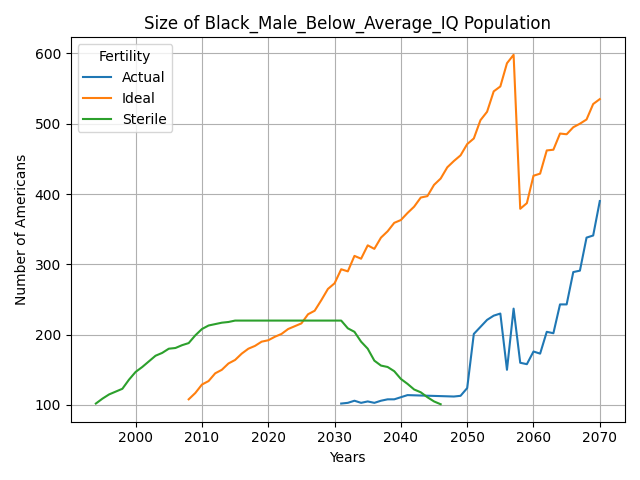 Size of Black_Male_Below_Average_IQ Population
Fertility
Actual
Ideal
Sterile
Number of Americans
600
500
400
300
200
100
2000
2010
2020
2030
2040
2050
2060
2070
Years